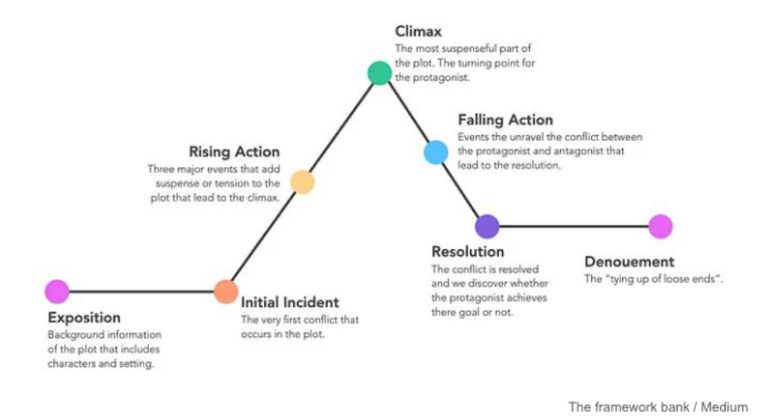 Climax
The most suspenseful part of
the plot. The turning point for
the protagonist.
Falling Action
Events the unravel the conflict between
the protagonist and antagonist that
lead to the resolution.
Rising Action
Three major events that add
suspense or tension to the
plot that lead to the climax.
Resolution
The conflict is resolved
and we discover whether
the protagonist achieves
there goal or not.
Denouement
The “tying up of loose ends”.
Initial Incident
The very first conflict that
occurs in the plot.
Exposition
Background information
of the plot that includes
characters and setting.
The framework bank / Medium